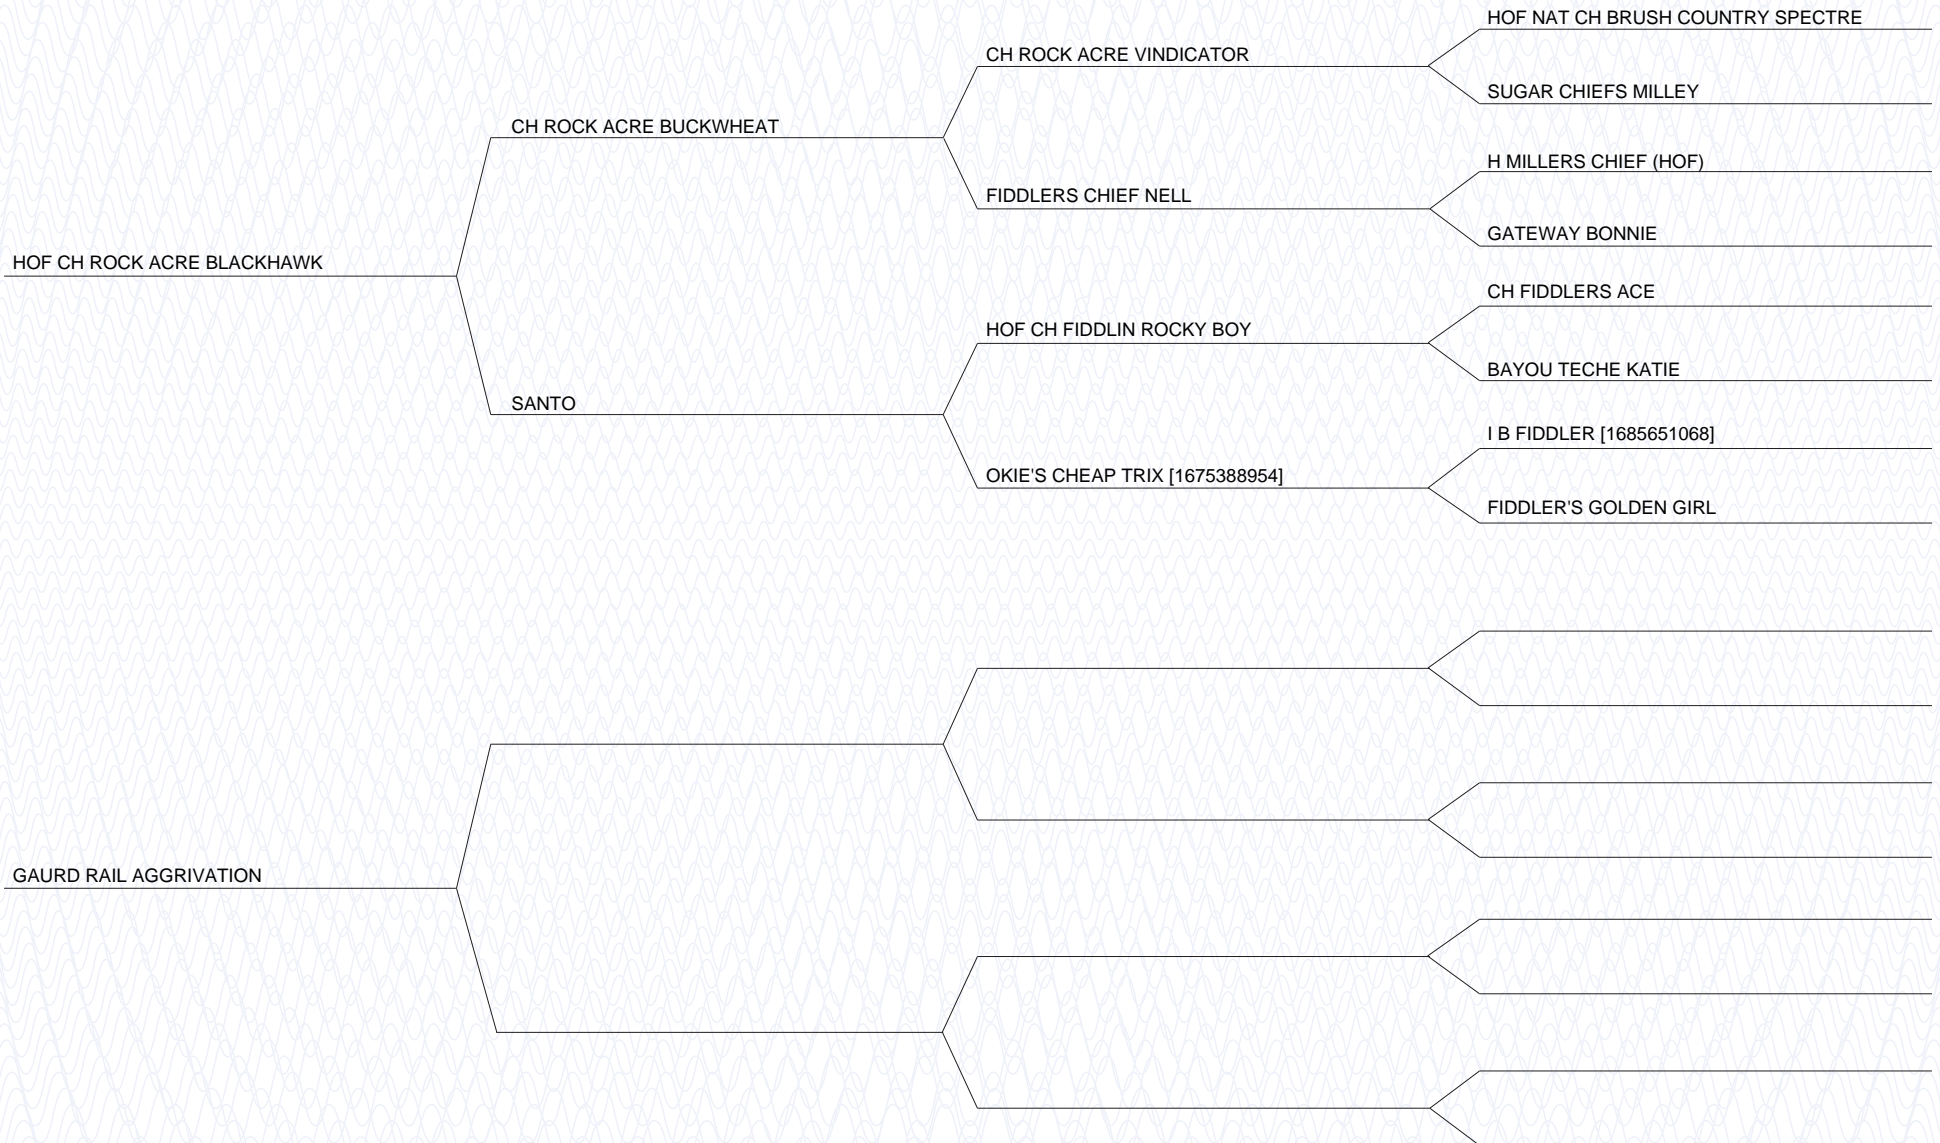 HOF NAT CH BRUSH COUNTRY SPECTRE
CH ROCK ACRE VINDICATOR
SUGAR CHIEFS MILLEY
CH ROCK ACRE BUCKWHEAT
H MILLERS CHIEF (HOF)
FIDDLERS CHIEF NELL
GATEWAY BONNIE
HOF CH ROCK ACRE BLACKHAWK
CH FIDDLERS ACE
HOF CH FIDDLIN ROCKY BOY
BAYOU TECHE KATIE
SANTO
I B FIDDLER [1685651068]
OKIE'S CHEAP TRIX [1675388954]
FIDDLER'S GOLDEN GIRL
GAURD RAIL AGGRIVATION